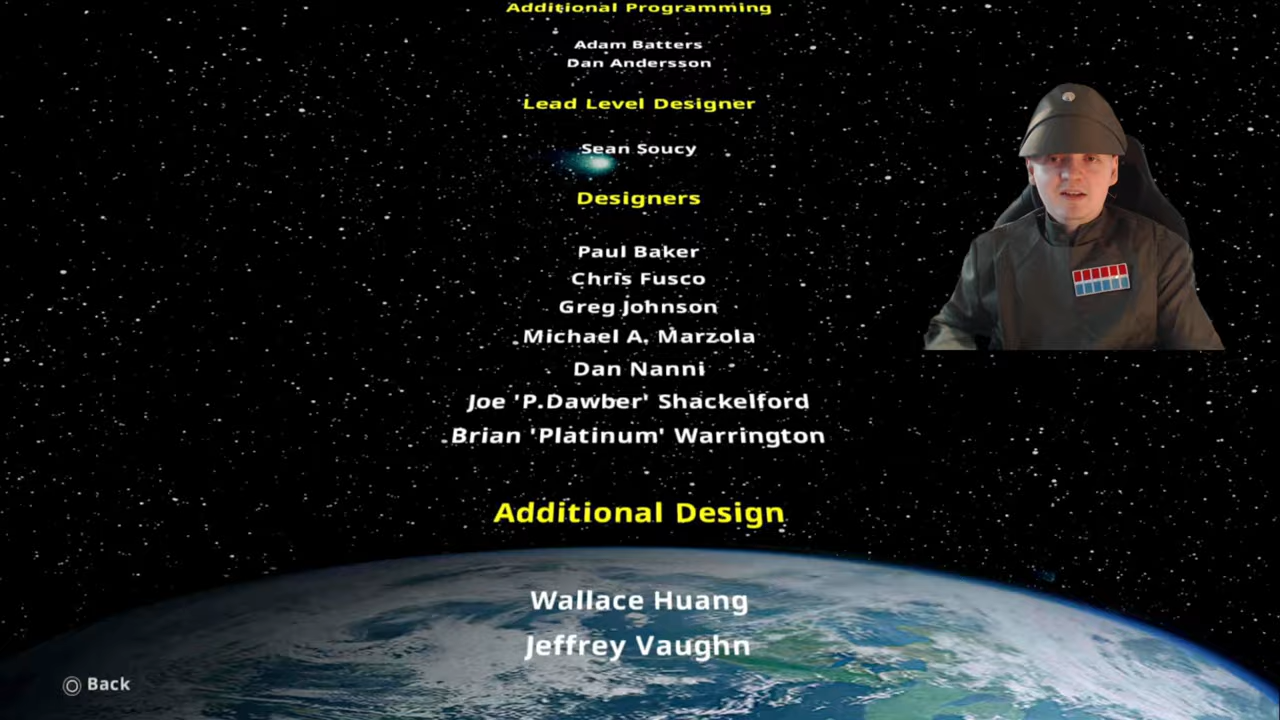 Additional Programming
Adam Batters
Dan Andersson
Lead Level Designer
Sean Soucy
Designers
Paul Baker
Chris Fusco
Greg Johnson
Michael A. Marzola
Dan Nanni
Joe 'P.Dawber' Shackelford
Brian 'Platinum' Warrington
Additional Design
Wallace Huang
Jeffrey Vaughn
Back